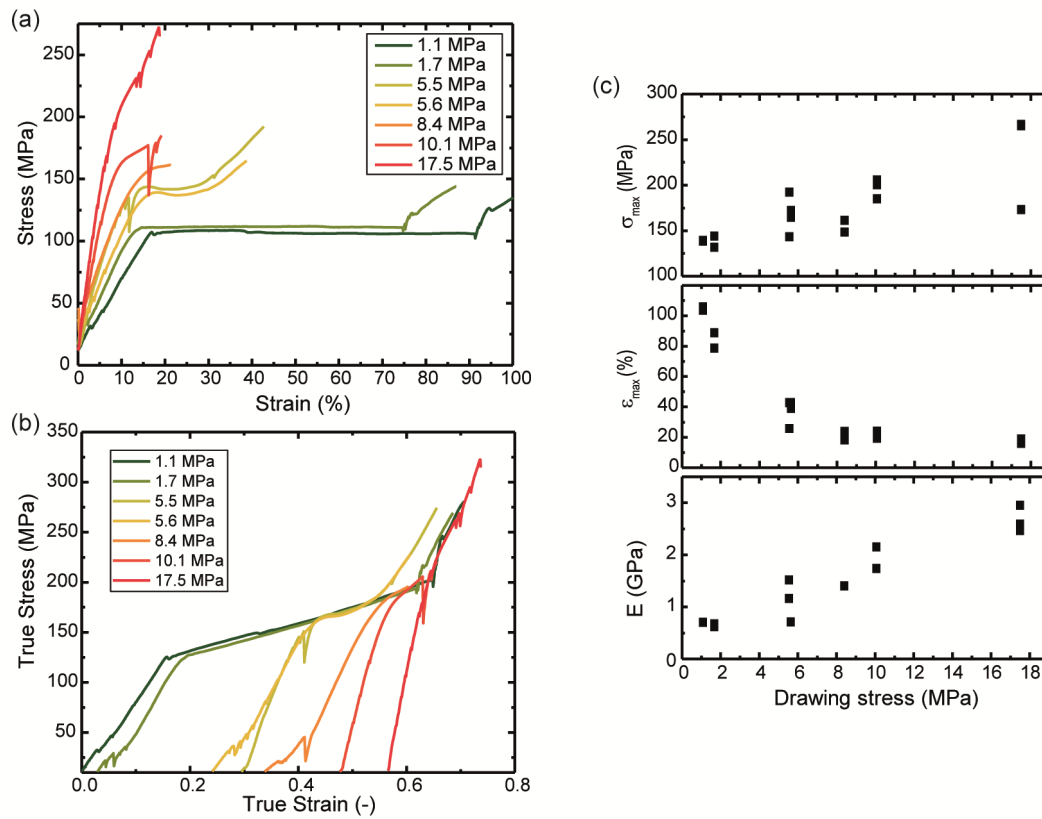 (a)
250
200
150
100
50
0
Stress (MPa)
1.1 MPa
1.7 MPa
5.5 MPa
5.6 MPa
8.4 MPa
10.1 MPa
17.5 MPa
0 10 20 30 40 50 60 70 80 90 100
Strain (%)
(b)
350
300
250
200
150
100
50
True Stress (MPa)
1.1 MPa
1.7 MPa
5.5 MPa
5.6 MPa
8.4 MPa
10.1 MPa
17.5 MPa
0.0 0.2 0.4 0.6 0.8
True Strain (-)
(c)
300
250
200
150
100
σmax (MPa)
100
80
60
40
20
0
εmax (%)
3
2
1
0
E (GPa)
0 2 4 6 8 10 12 14 16 18
Drawing stress (MPa)